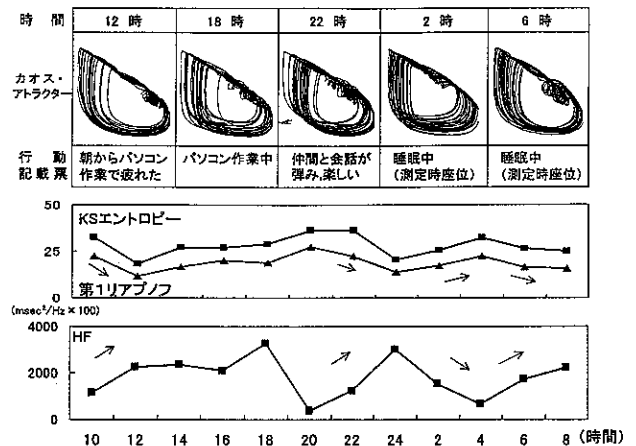 時 間 12 時 18 時 22 時 2 時 6 時
カオス・
アトラクター
行 動 朝からパソコン パソコン作業中 仲間と会話が 睡眠中 睡眠中
記載票 作業で疲れた 弾み,楽しい (測定時座位) (測定時座位)
50
KSエントロピー
25
0
第1リアプノフ
(msec²/Hz×100)
4000
HF
2000
0
10 12 14 16 18 20 22 24 2 4 6 8 (時間)